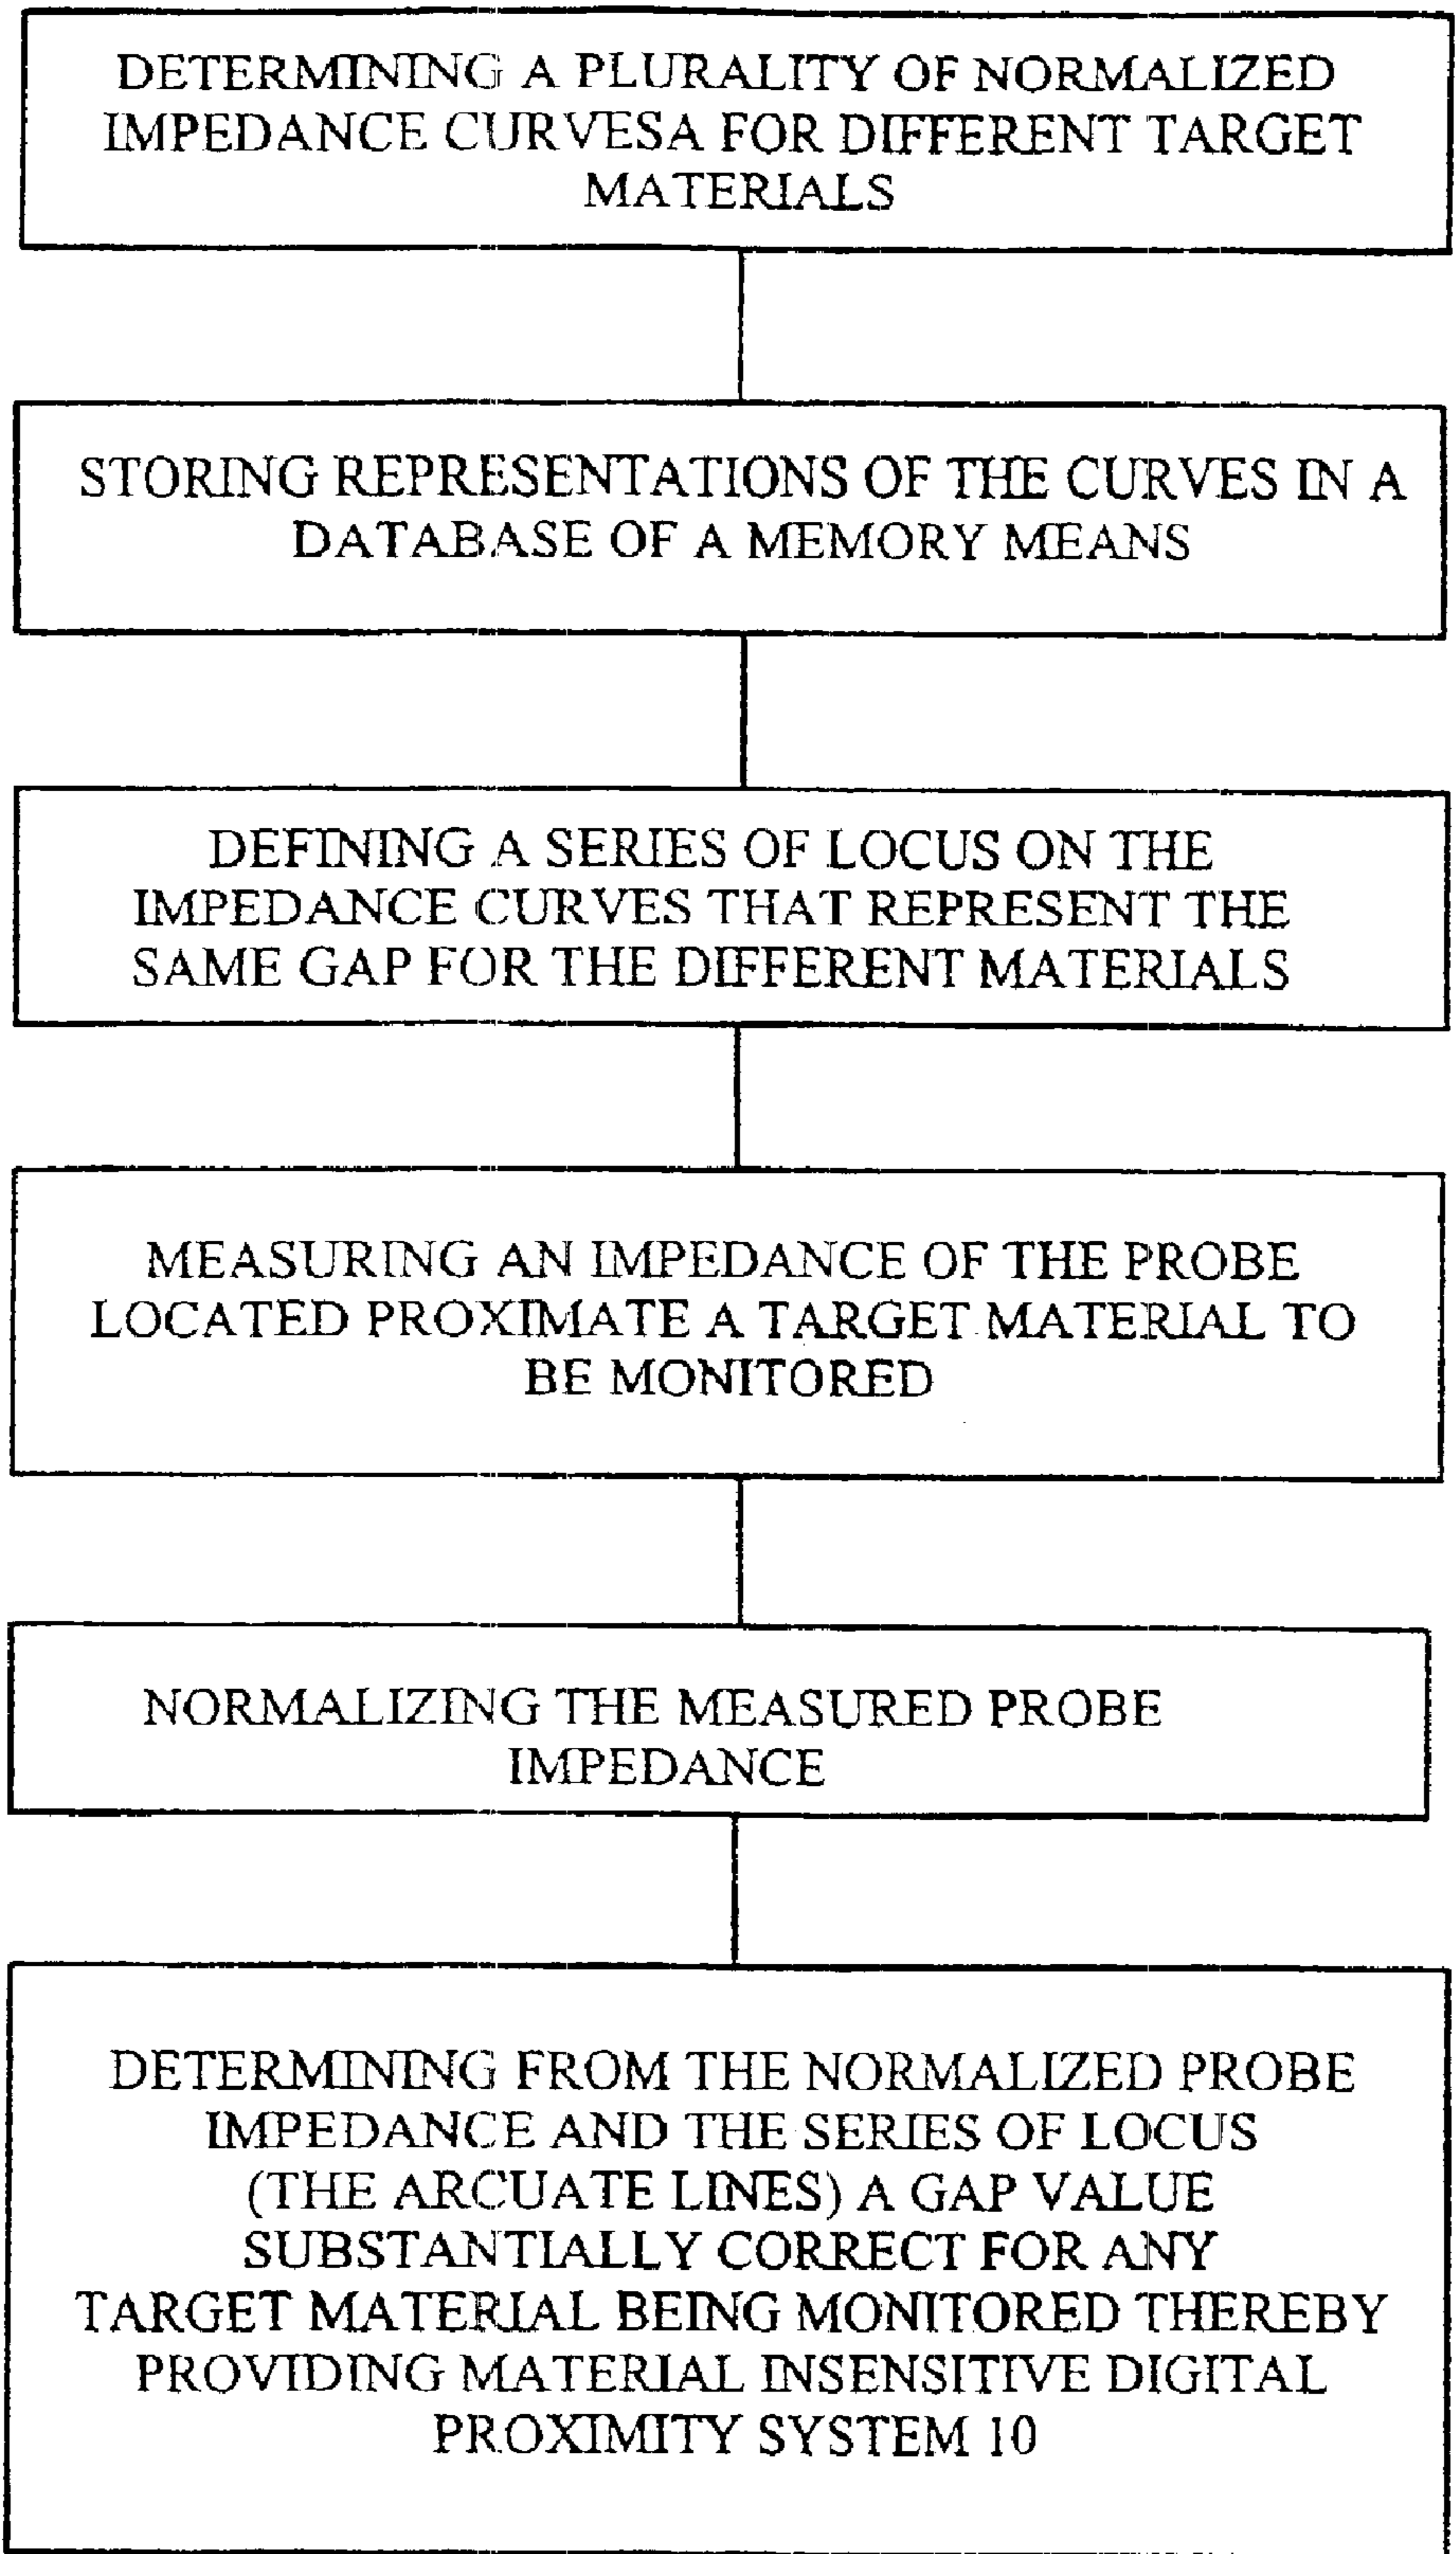 DETERMINING A PLURALITY OF NORMALIZED
IMPEDANCE CURVESA FOR DIFFERENT TARGET
MATERIALS
STORING REPRESENTATIONS OF THE CURVES IN A
DATABASE OF A MEMORY MEANS
DEFINING A SERIES OF LOCUS ON THE
IMPEDANCE CURVES THAT REPRESENT THE
SAME GAP FOR THE DIFFERENT MATERIALS
MEASURING AN IMPEDANCE OF THE PROBE
LOCATED PROXIMATE A TARGET MATERIAL TO
BE MONITORED
NORMALIZING THE MEASURED PROBE
IMPEDANCE
DETERMINING FROM THE NORMALIZED PROBE
IMPEDANCE AND THE SERIES OF LOCUS
(THE ARCUATE LINES) A GAP VALUE
SUBSTANTIALLY CORRECT FOR ANY
TARGET MATERIAL BEING MONITORED THEREBY
PROVIDING MATERIAL INSENSITIVE DIGITAL
PROXIMITY SYSTEM 10